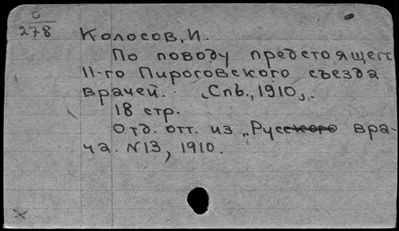 О
278
Колосов, И.
По поводу предстоящего
11-го Пироговского съезда
врачей. Спб., 1910.
18 стр.
Отд. отт. из „Русского вра-
ча. N13, 1910.